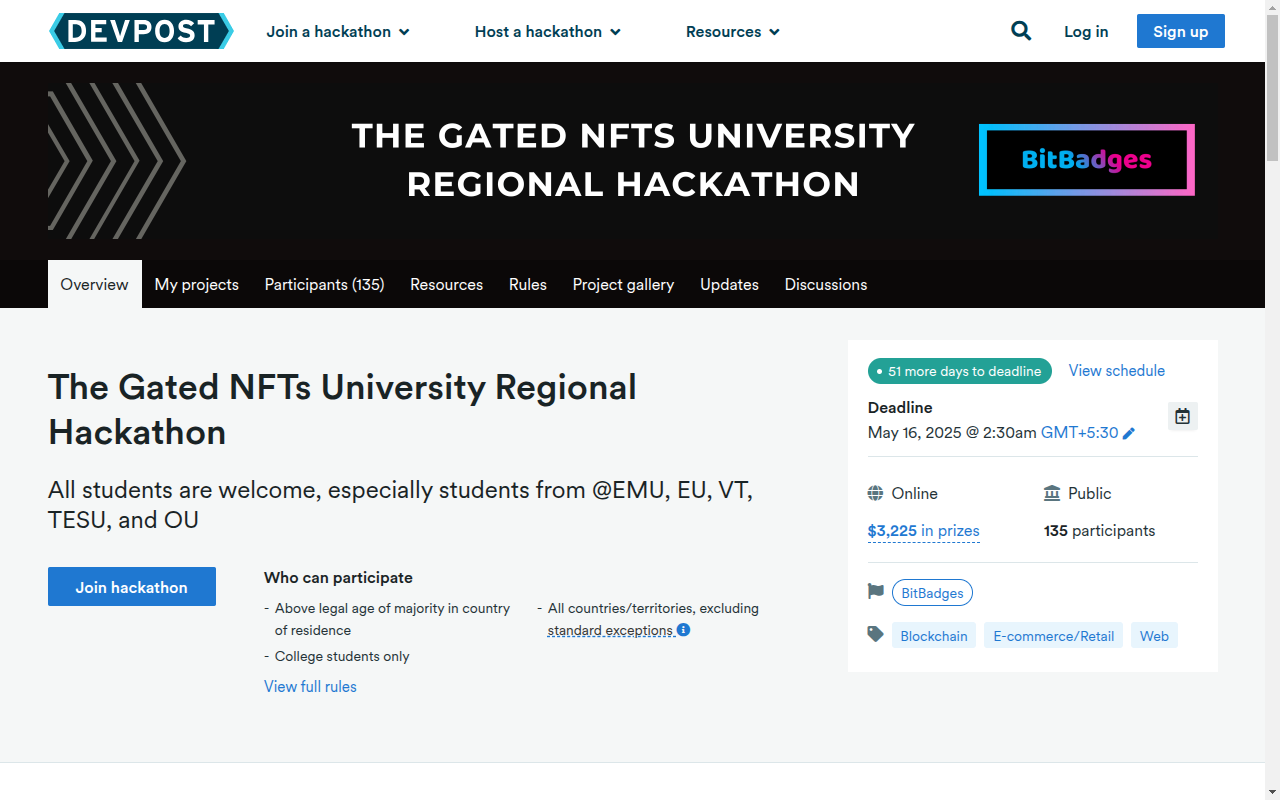 DEVPOST
Join a hackathon
Host a hackathon
Resources
Log in
Sign up
THE GATED NFTS UNIVERSITY
REGIONAL HACKATHON
BitBadges
Overview
My projects
Participants (135)
Resources
Rules
Project gallery
Updates
Discussions
The Gated NFTs University Regional
Hackathon
All students are welcome, especially students from @EMU, EU, VT,
TESU, and OU
Join hackathon
Who can participate
- Above legal age of majority in country
of residence
- College students only
- All countries/territories, excluding
standard exceptions
View full rules
51 more days to deadline
View schedule
Deadline
May 16, 2025 @ 2:30am GMT+5:30
Online
Public
$3,225 in prizes
135 participants
BitBadges
Blockchain
E-commerce/Retail
Web